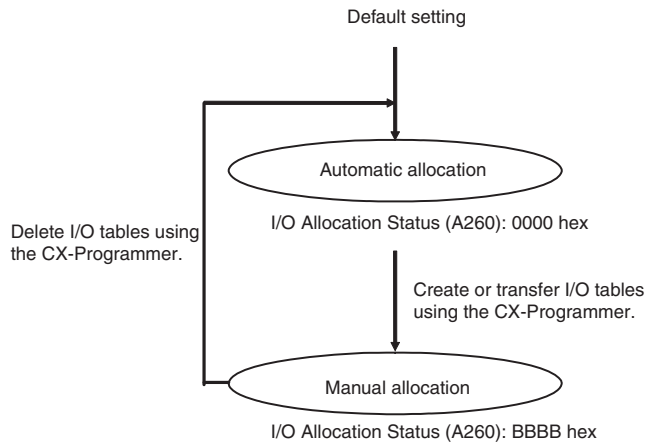 Default setting
Automatic allocation
I/O Allocation Status (A260): 0000 hex
Delete I/O tables using
the CX-Programmer.
Create or transfer I/O tables
using the CX-Programmer.
Manual allocation
I/O Allocation Status (A260): BBBB hex